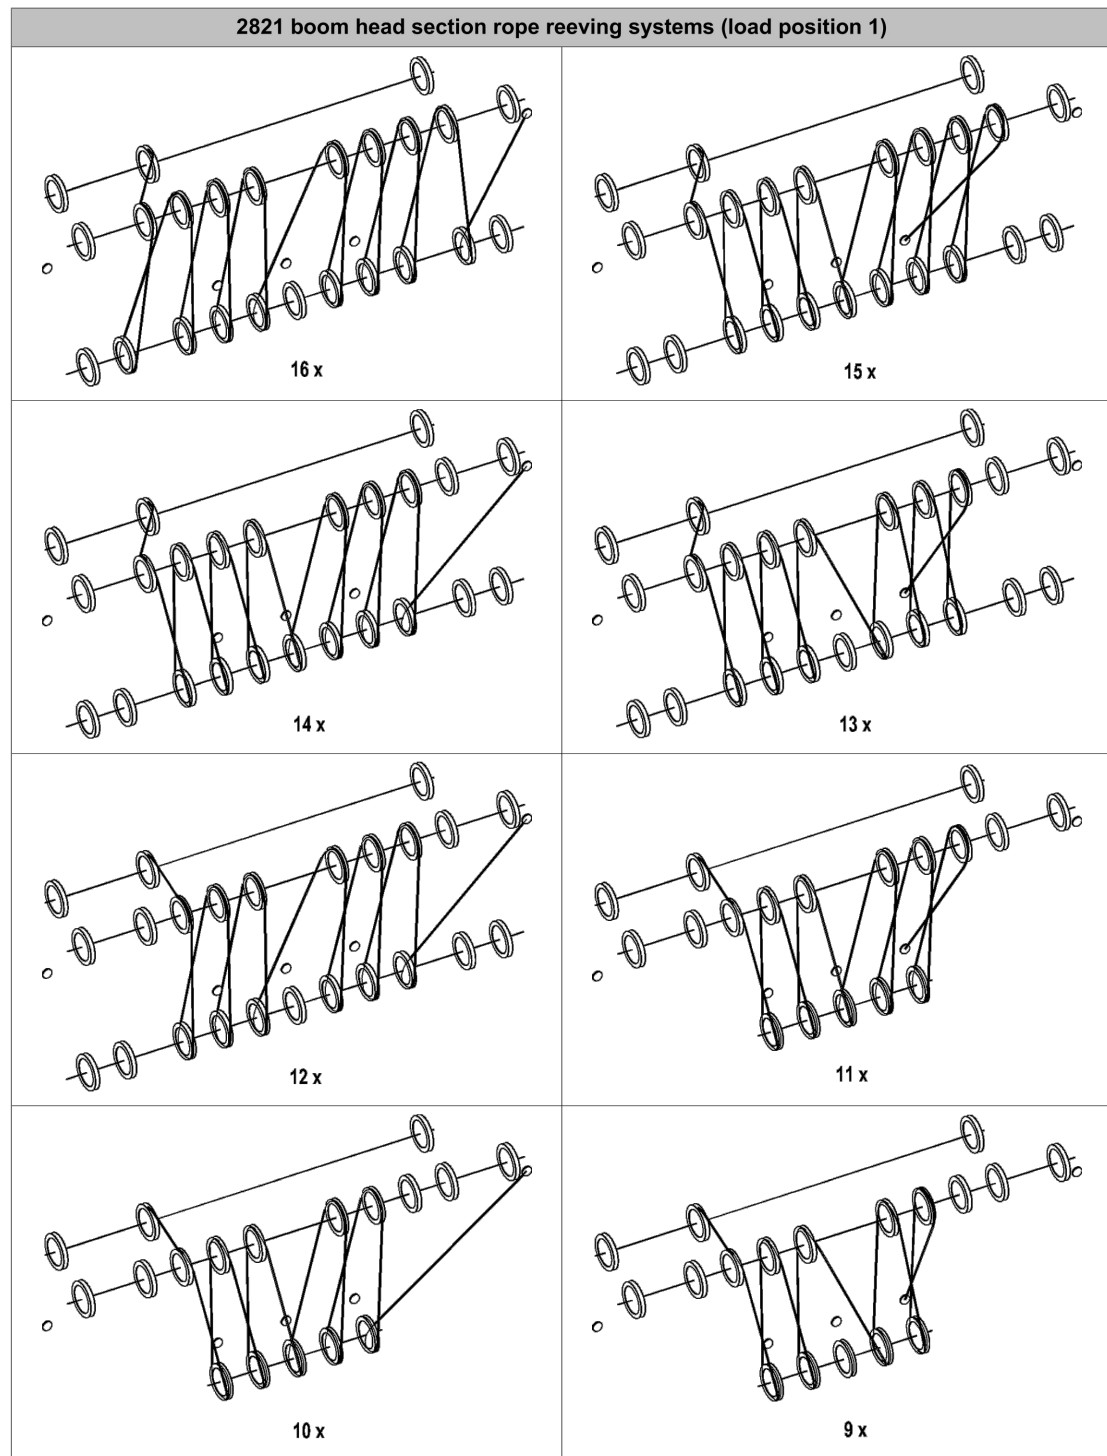 2821 boom head section rope reeving systems (load position 1)
16 x
15 x
14 x
13 x
12 x
11 x
10 x
9 x